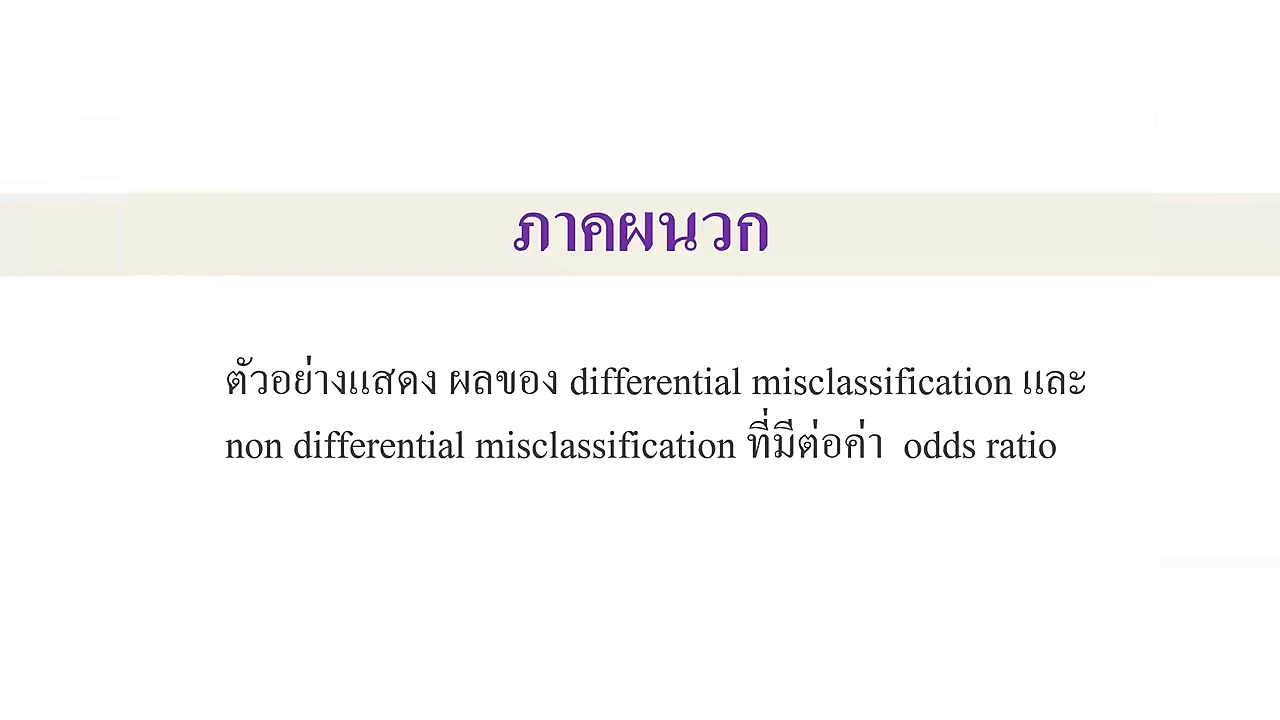 ภาคผนวก
ตัวอย่างแสดง ผลของ differential misclassification และ
non differential misclassification ที่มีต่อค่า odds ratio